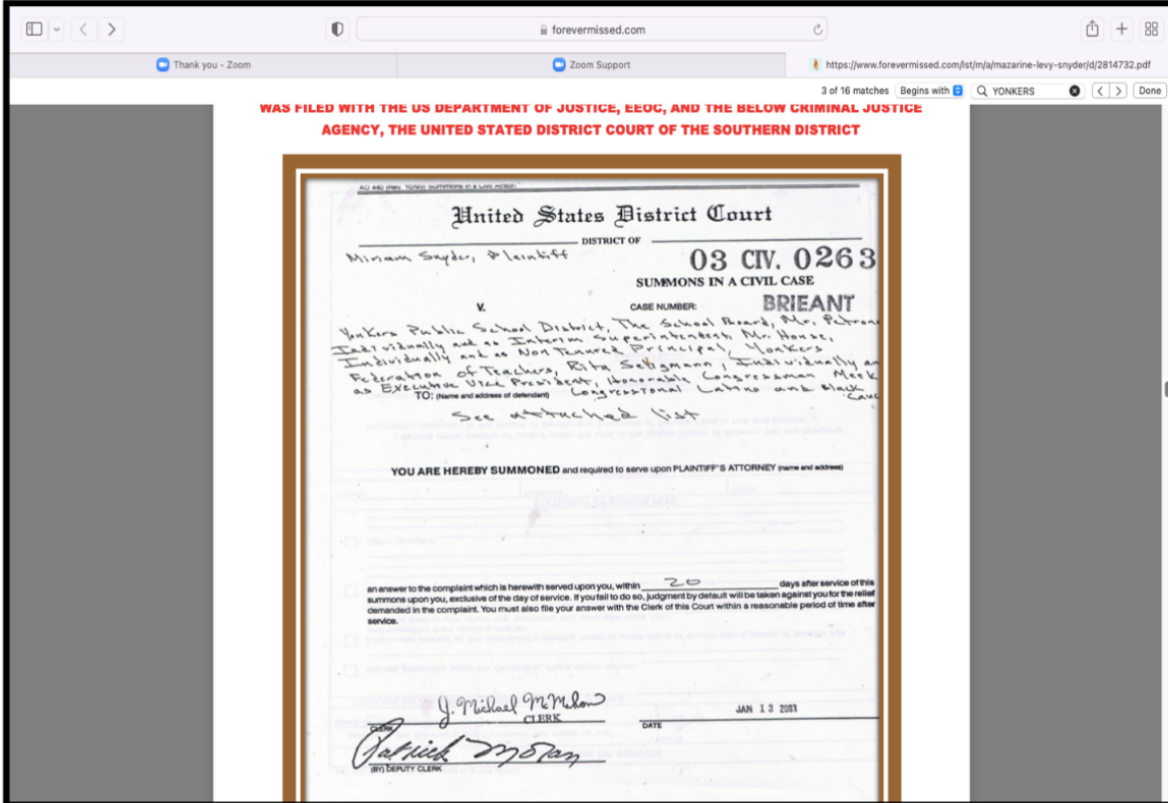 forevermissed.com
Thank you - Zoom
Zoom Support
https://www.forevermissed.com/lst/m/a/mazarine-levy-snyder/d/2814732.pdf
3 of 16 matches Begins with YONKERS Done
WAS FILED WITH THE US DEPARTMENT OF JUSTICE, EEOC, AND THE BELOW CRIMINAL JUSTICE
AGENCY, THE UNITED STATED DISTRICT COURT OF THE SOUTHERN DISTRICT
AO 440 Summons in a Civil Action
United States District Court
DISTRICT OF
Miriam Snyder, Plaintiff
03 CIV. 0263
SUMMONS IN A CIVIL CASE
V.
CASE NUMBER:
BRIEANT
Yonkers Public School District, The School Board, Mr. Petrone
Individually and as Interim Superintendent, Mr. House,
Individually and as Non Tenured Principal, Yonkers
Federation of Teachers, Rita Seligmann, Individually an
as Executive Vice President, Honorable Congressman Meek
TO: (Name and address of defendant) Congressional Latino and Black
Cauc
See attached list
YOU ARE HEREBY SUMMONED and required to serve upon PLAINTIFF'S ATTORNEY (name and address)
an answer to the complaint which is herewith served upon you, within 20 days after service of this
summons upon you, exclusive of the day of service. If you fail to do so, judgment by default will be taken against you for the relief
demanded in the complaint. You must also file your answer with the Clerk of this Court within a reasonable period of time after
service.
J. Michael McMahon
CLERK
JAN 13 2003
CLERK
DATE
Patrick Moran
(BY) DEPUTY CLERK